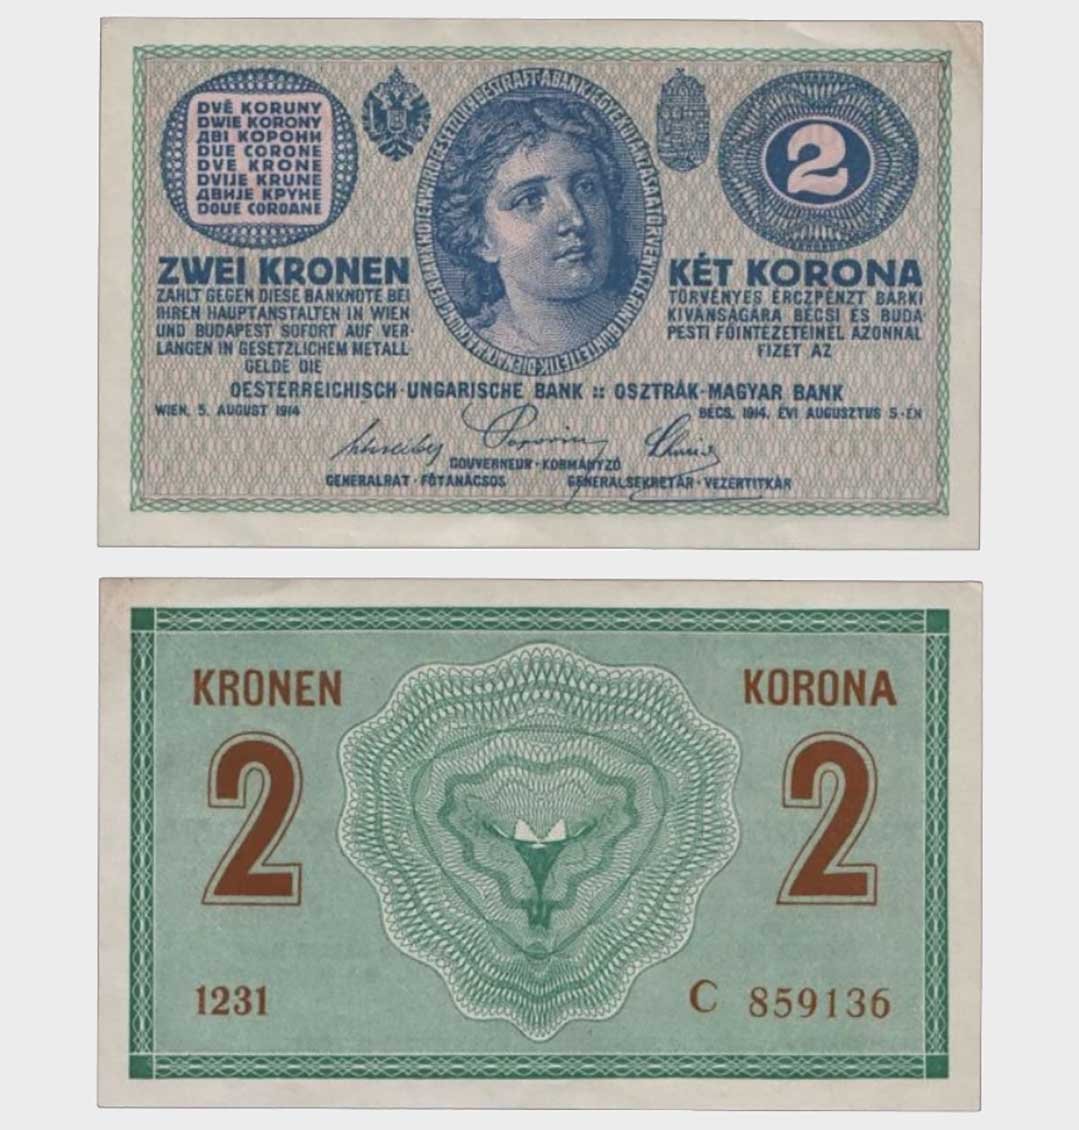 DVĚ KORUNY
DWIE KORONY
ДВІ КОРОНИ
DUE CORONE
DVE KRONE
DVIJE KRUNE
ДВИЈЕ КРУНЕ
DOUE COROANE
2
ZWEI KRONEN
ZAHLT GEGEN DIESE BANKNOTE BEI
IHREN HAUPTANSTALTEN IN WIEN
UND BUDAPEST SOFORT AUF VER-
LANGEN IN GESETZLICHEM METALL-
GELDE DIE
KÉT KORONA
TÖRVÉNYES ÉRCZPÉNZT BÁRKI
KIVÁNSÁGÁRA BÉCSI ÉS BUDA-
PESTI FŐINTÉZETEINÉL AZONNAL
FIZET AZ
OESTERREICHISCH-UNGARISCHE BANK :: OSZTRÁK-MAGYAR BANK
WIEN, 5. AUGUST 1914
BÉCS, 1914. ÉVI AUGUSZTUS 5-ÉN
GOUVERNEUR · KORMÁNYZÓ
GENERALRAT · FŐTANÁCSOS
GENERALSEKRETÄR · VEZÉRTITKÁR
KRONEN
KORONA
2
2
1231
C 859136